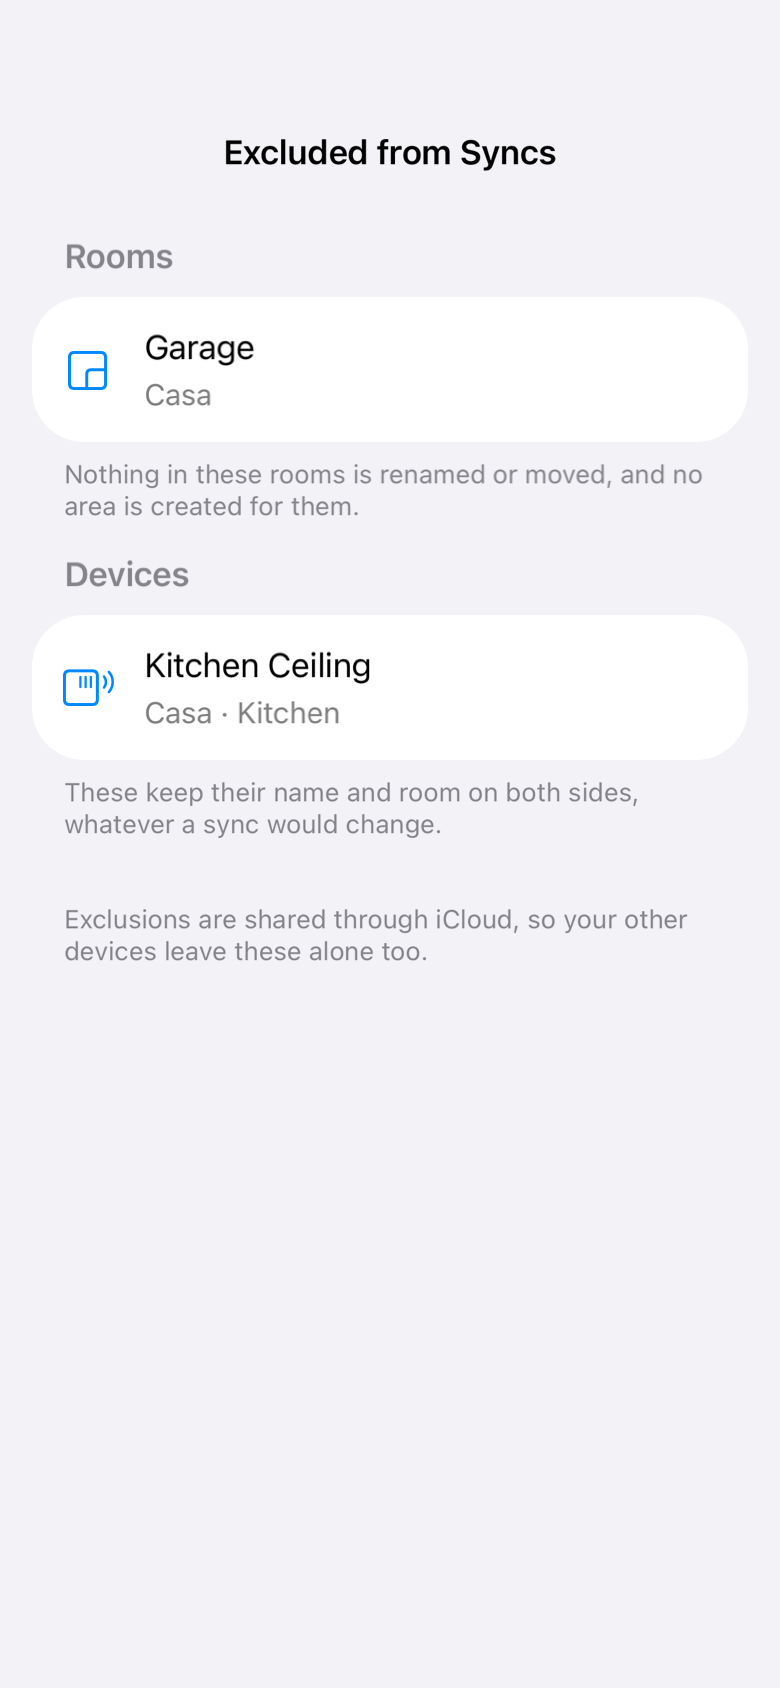 Excluded from Syncs
Rooms
Garage
Casa
Nothing in these rooms is renamed or moved, and no
area is created for them.
Devices
Kitchen Ceiling
Casa · Kitchen
These keep their name and room on both sides,
whatever a sync would change.
Exclusions are shared through iCloud, so your other
devices leave these alone too.